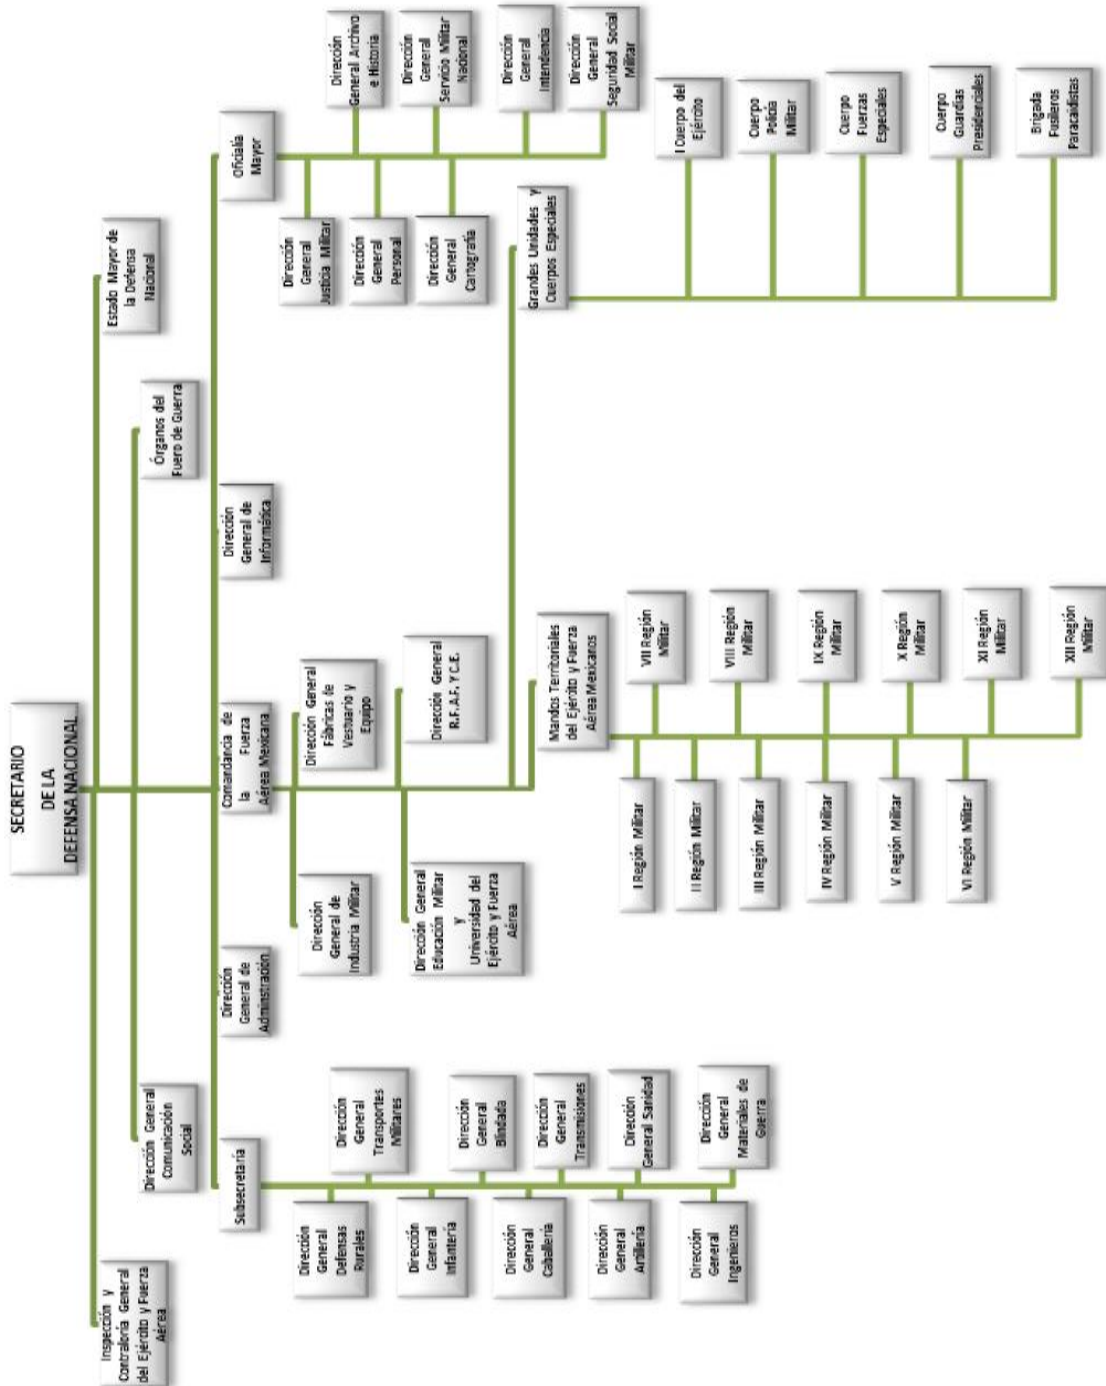 SECRETARIO
DE LA
DEFENSA NACIONAL
Inspección y
Contraloría General
del Ejército y Fuerza
Aérea
Estado Mayor de
la Defensa
Nacional
Dirección General
Comunicación
Social
Órganos del
Fuero de Guerra
Subsecretaría
Dirección
General de
Administración
Comandancia de
la Fuerza
Aérea Mexicana
Dirección
General de
Informática
Oficialía
Mayor
Dirección
General
Defensas
Rurales
Dirección
General
Transportes
Militares
Dirección
General
Infantería
Dirección
General
Blindada
Dirección
General
Caballería
Dirección
General
Transmisiones
Dirección
General
Artillería
Dirección
General Sanidad
Dirección
General
Ingenieros
Dirección
General
Materiales de
Guerra
Dirección
General de
Industria Militar
Dirección General
Fábricas de
Vestuario y
Equipo
Dirección General
Educación Militar
y
Universidad del
Ejército y Fuerza
Aérea
Dirección General
R.F.A.F. Y C.E.
Dirección
General
Justicia Militar
Dirección
General Archivo
e Historia
Dirección
General
Personal
Dirección
General
Servicio Militar
Nacional
Dirección
General
Cartografía
Dirección
General
Intendencia
Dirección
General
Seguridad Social
Militar
Mandos Territoriales
del Ejército y Fuerza
Aérea Mexicanos
I Región Militar
II Región Militar
III Región Militar
IV Región Militar
V Región Militar
VI Región Militar
VII Región
Militar
VIII Región
Militar
IX Región
Militar
X Región
Militar
XI Región
Militar
XII Región
Militar
Grandes Unidades y
Cuerpos Especiales
I Cuerpo del
Ejército
Cuerpo
Policía
Militar
Cuerpo
Fuerzas
Especiales
Cuerpo
Guardias
Presidenciales
Brigada
Fusileros
Paracaidistas